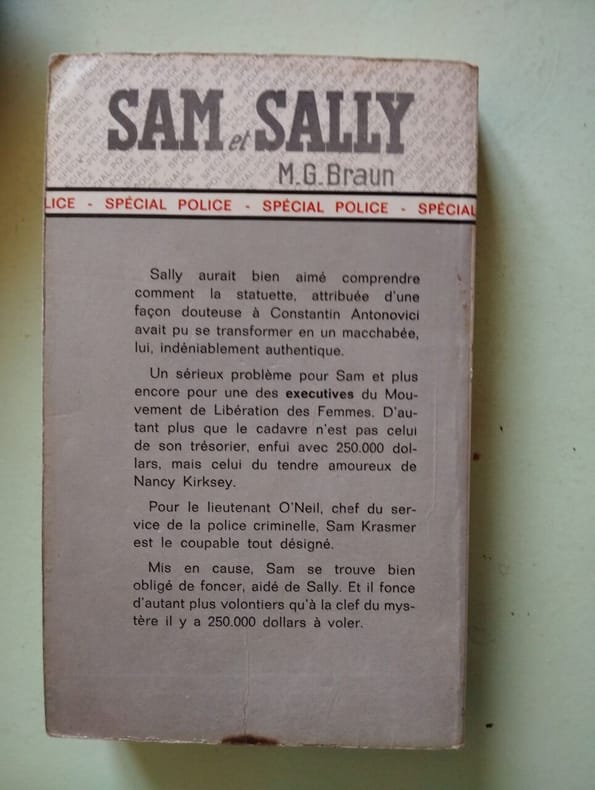 SAM et SALLY
M.G. Braun
LICE - SPÉCIAL POLICE - SPÉCIAL POLICE - SPÉCIAL
Sally aurait bien aimé comprendre
comment la statuette, attribuée d'une
façon douteuse à Constantin Antonovici
avait pu se transformer en un macchabée,
lui, indéniablement authentique.
Un sérieux problème pour Sam et plus
encore pour une des executives du Mou-
vement de Libération des Femmes. D'au-
tant plus que le cadavre n'est pas celui
de son trésorier, enfui avec 250.000 dol-
lars, mais celui du tendre amoureux de
Nancy Kirksey.
Pour le lieutenant O'Neil, chef du ser-
vice de la police criminelle, Sam Krasmer
est le coupable tout désigné.
Mis en cause, Sam se trouve bien
obligé de foncer, aidé de Sally. Et il fonce
d'autant plus volontiers qu'à la clef du mys-
tère il y a 250.000 dollars à voler.